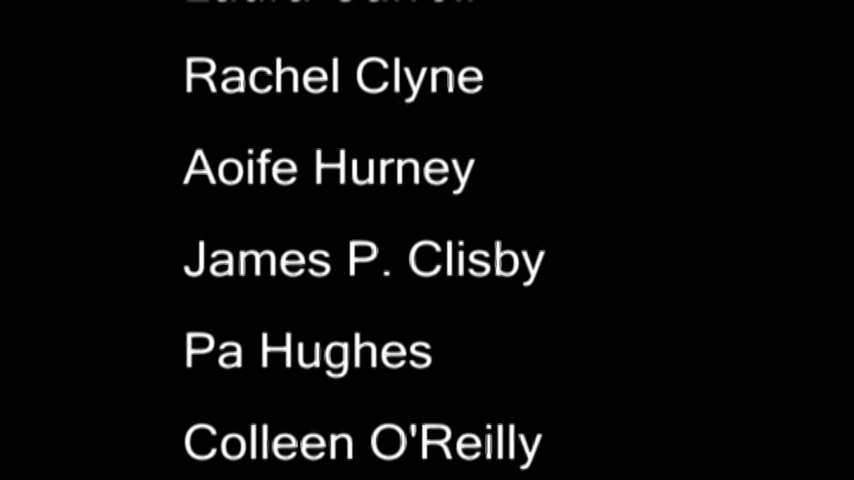 Rachel Clyne
Aoife Hurney
James P. Clisby
Pa Hughes
Colleen O'Reilly